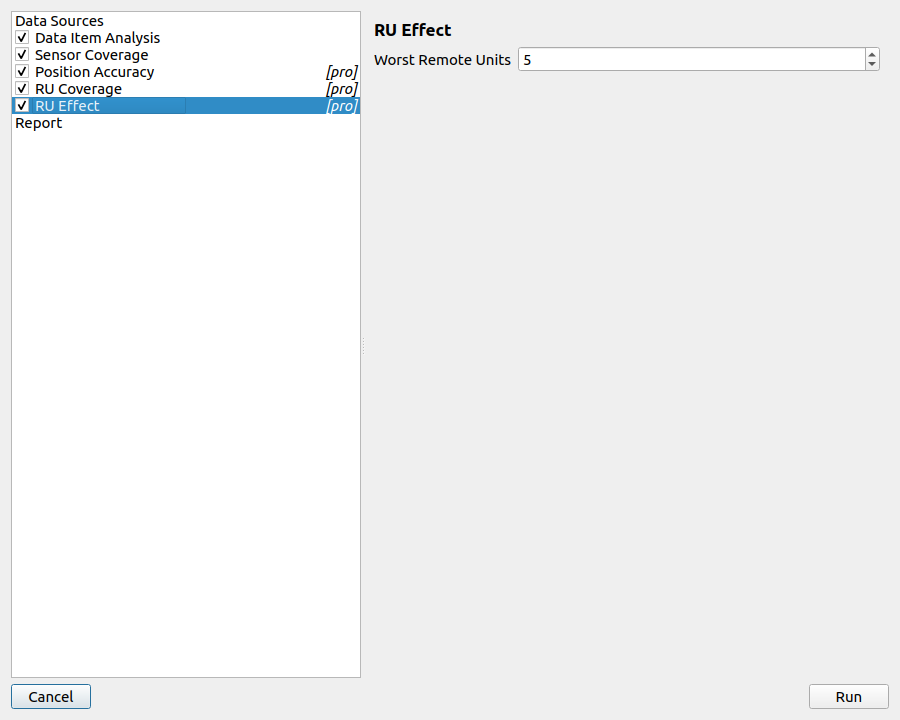 Data Sources
Data Item Analysis
Sensor Coverage
Position Accuracy [pro]
RU Coverage [pro]
RU Effect [pro]
Report
RU Effect
Worst Remote Units 5
Cancel
Run